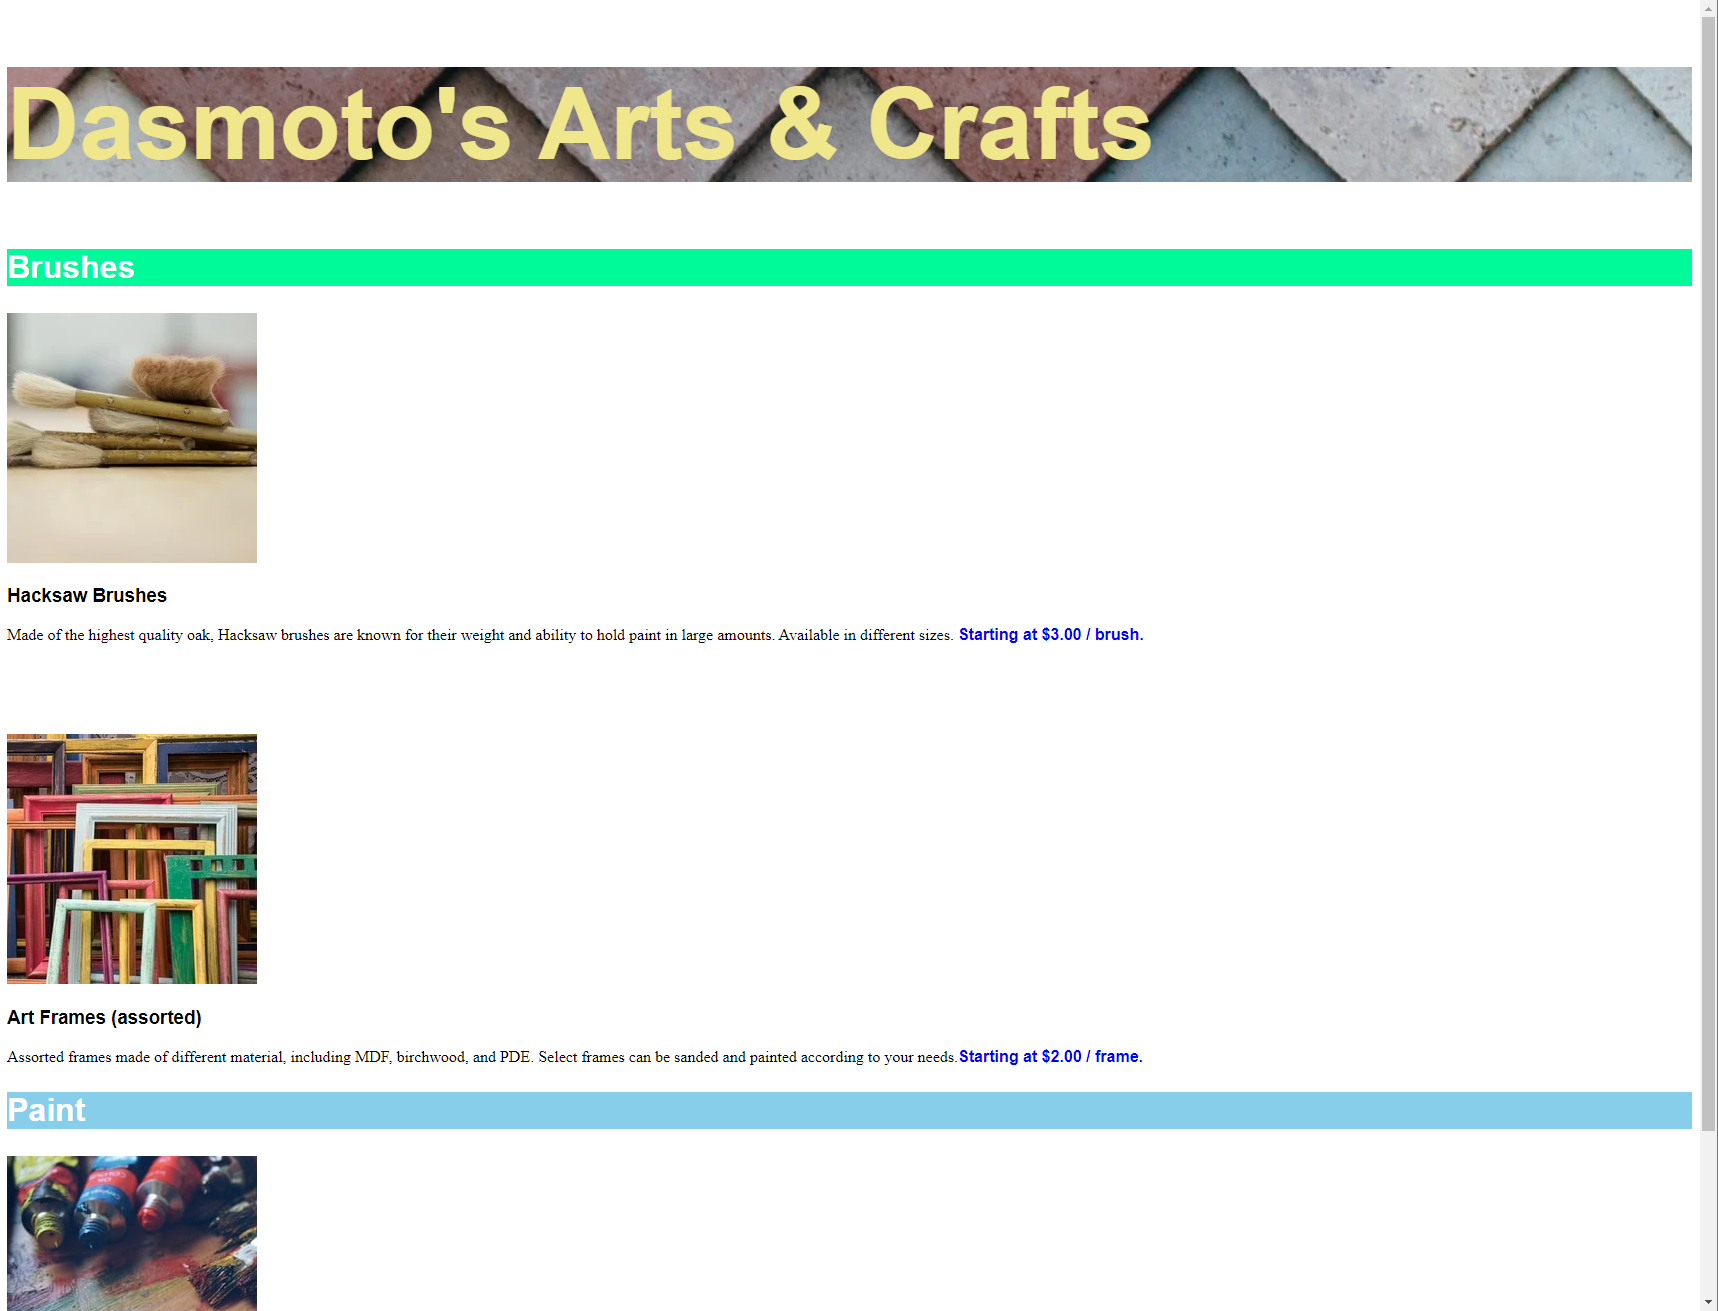 Dasmoto's Arts & Crafts
Brushes
Hacksaw Brushes
Made of the highest quality oak, Hacksaw brushes are known for their weight and ability to hold paint in large amounts. Available in different sizes. Starting at $3.00 / brush.
Art Frames (assorted)
Assorted frames made of different material, including MDF, birchwood, and PDE. Select frames can be sanded and painted according to your needs.Starting at $2.00 / frame.
Paint